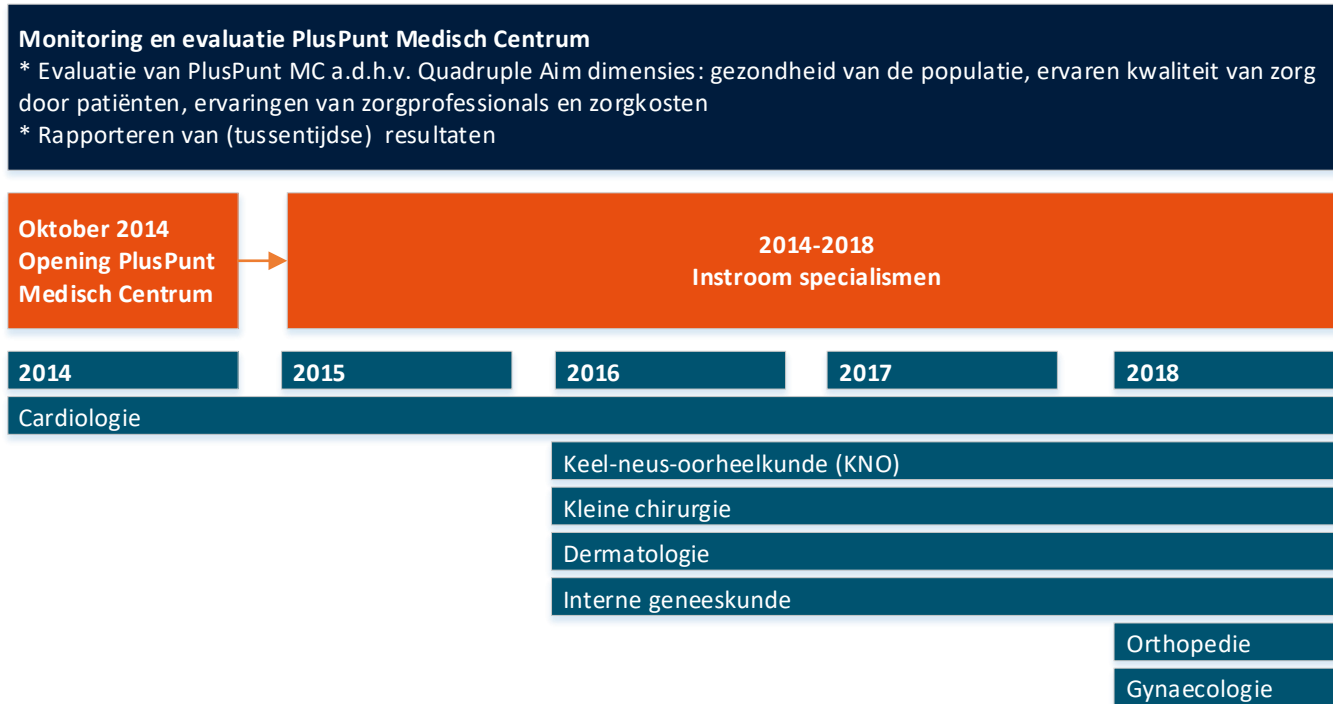 Monitoring en evaluatie PlusPunt Medisch Centrum
* Evaluatie van PlusPunt MC a.d.h.v. Quadruple Aim dimensies: gezondheid van de populatie, ervaren kwaliteit van zorg
door patiënten, ervaringen van zorgprofessionals en zorgkosten
* Rapporteren van (tussentijdse) resultaten
Oktober 2014
Opening PlusPunt
Medisch Centrum
2014-2018
Instroom specialismen
2014
2015
2016
2017
2018
Cardiologie
Keel-neus-oorheelkunde (KNO)
Kleine chirurgie
Dermatologie
Interne geneeskunde
Orthopedie
Gynaecologie